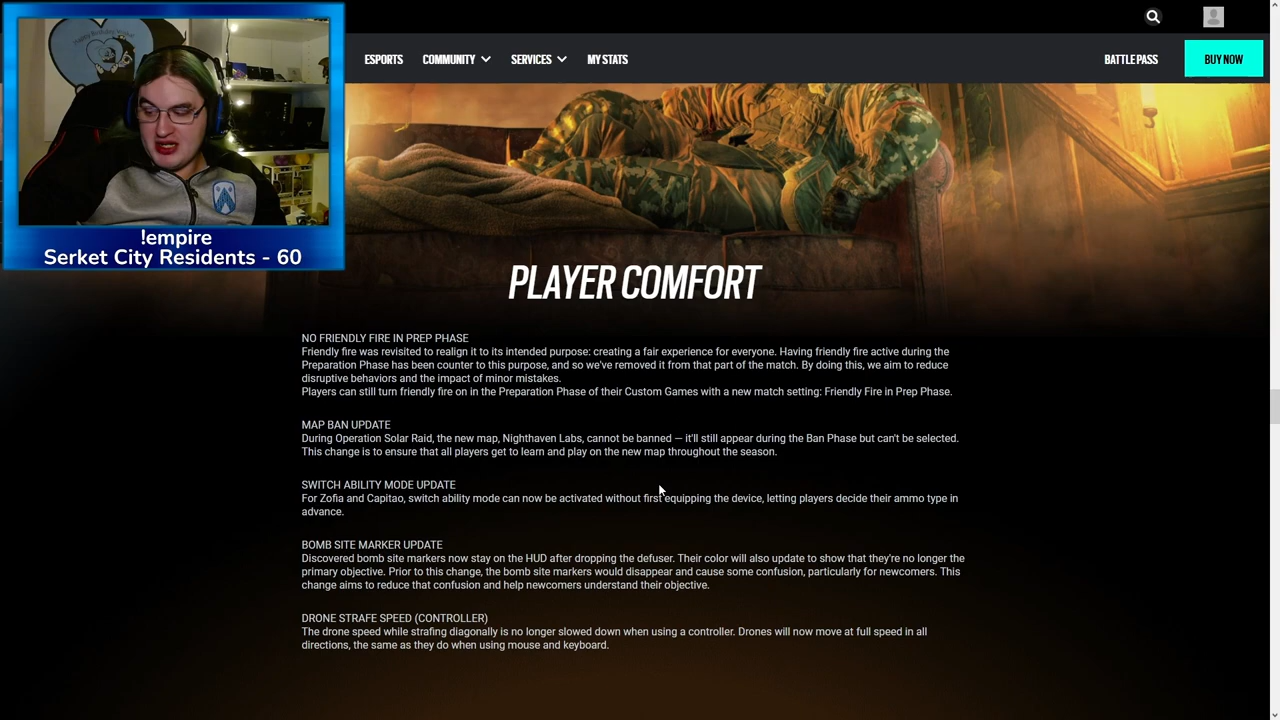 ESPORTS
COMMUNITY
SERVICES
MY STATS
BATTLE PASS
BUY NOW
!empire
Serket City Residents - 60
PLAYER COMFORT
NO FRIENDLY FIRE IN PREP PHASE
Friendly fire was revisited to realign it to its intended purpose: creating a fair experience for everyone. Having friendly fire active during the
Preparation Phase has been counter to this purpose, and so we've removed it from that part of the match. By doing this, we aim to reduce
disruptive behaviors and the impact of minor mistakes.
Players can still turn friendly fire on in the Preparation Phase of their Custom Games with a new match setting: Friendly Fire in Prep Phase.
MAP BAN UPDATE
During Operation Solar Raid, the new map, Nighthaven Labs, cannot be banned — it'll still appear during the Ban Phase but can't be selected.
This change is to ensure that all players get to learn and play on the new map throughout the season.
SWITCH ABILITY MODE UPDATE
For Zofia and Capitao, switch ability mode can now be activated without first equipping the device, letting players decide their ammo type in
advance.
BOMB SITE MARKER UPDATE
Discovered bomb site markers now stay on the HUD after dropping the defuser. Their color will also update to show that they're no longer the
primary objective. Prior to this change, the bomb site markers would disappear and cause some confusion, particularly for newcomers. This
change aims to reduce that confusion and help newcomers understand their objective.
DRONE STRAFE SPEED (CONTROLLER)
The drone speed while strafing diagonally is no longer slowed down when using a controller. Drones will now move at full speed in all
directions, the same as they do when using mouse and keyboard.